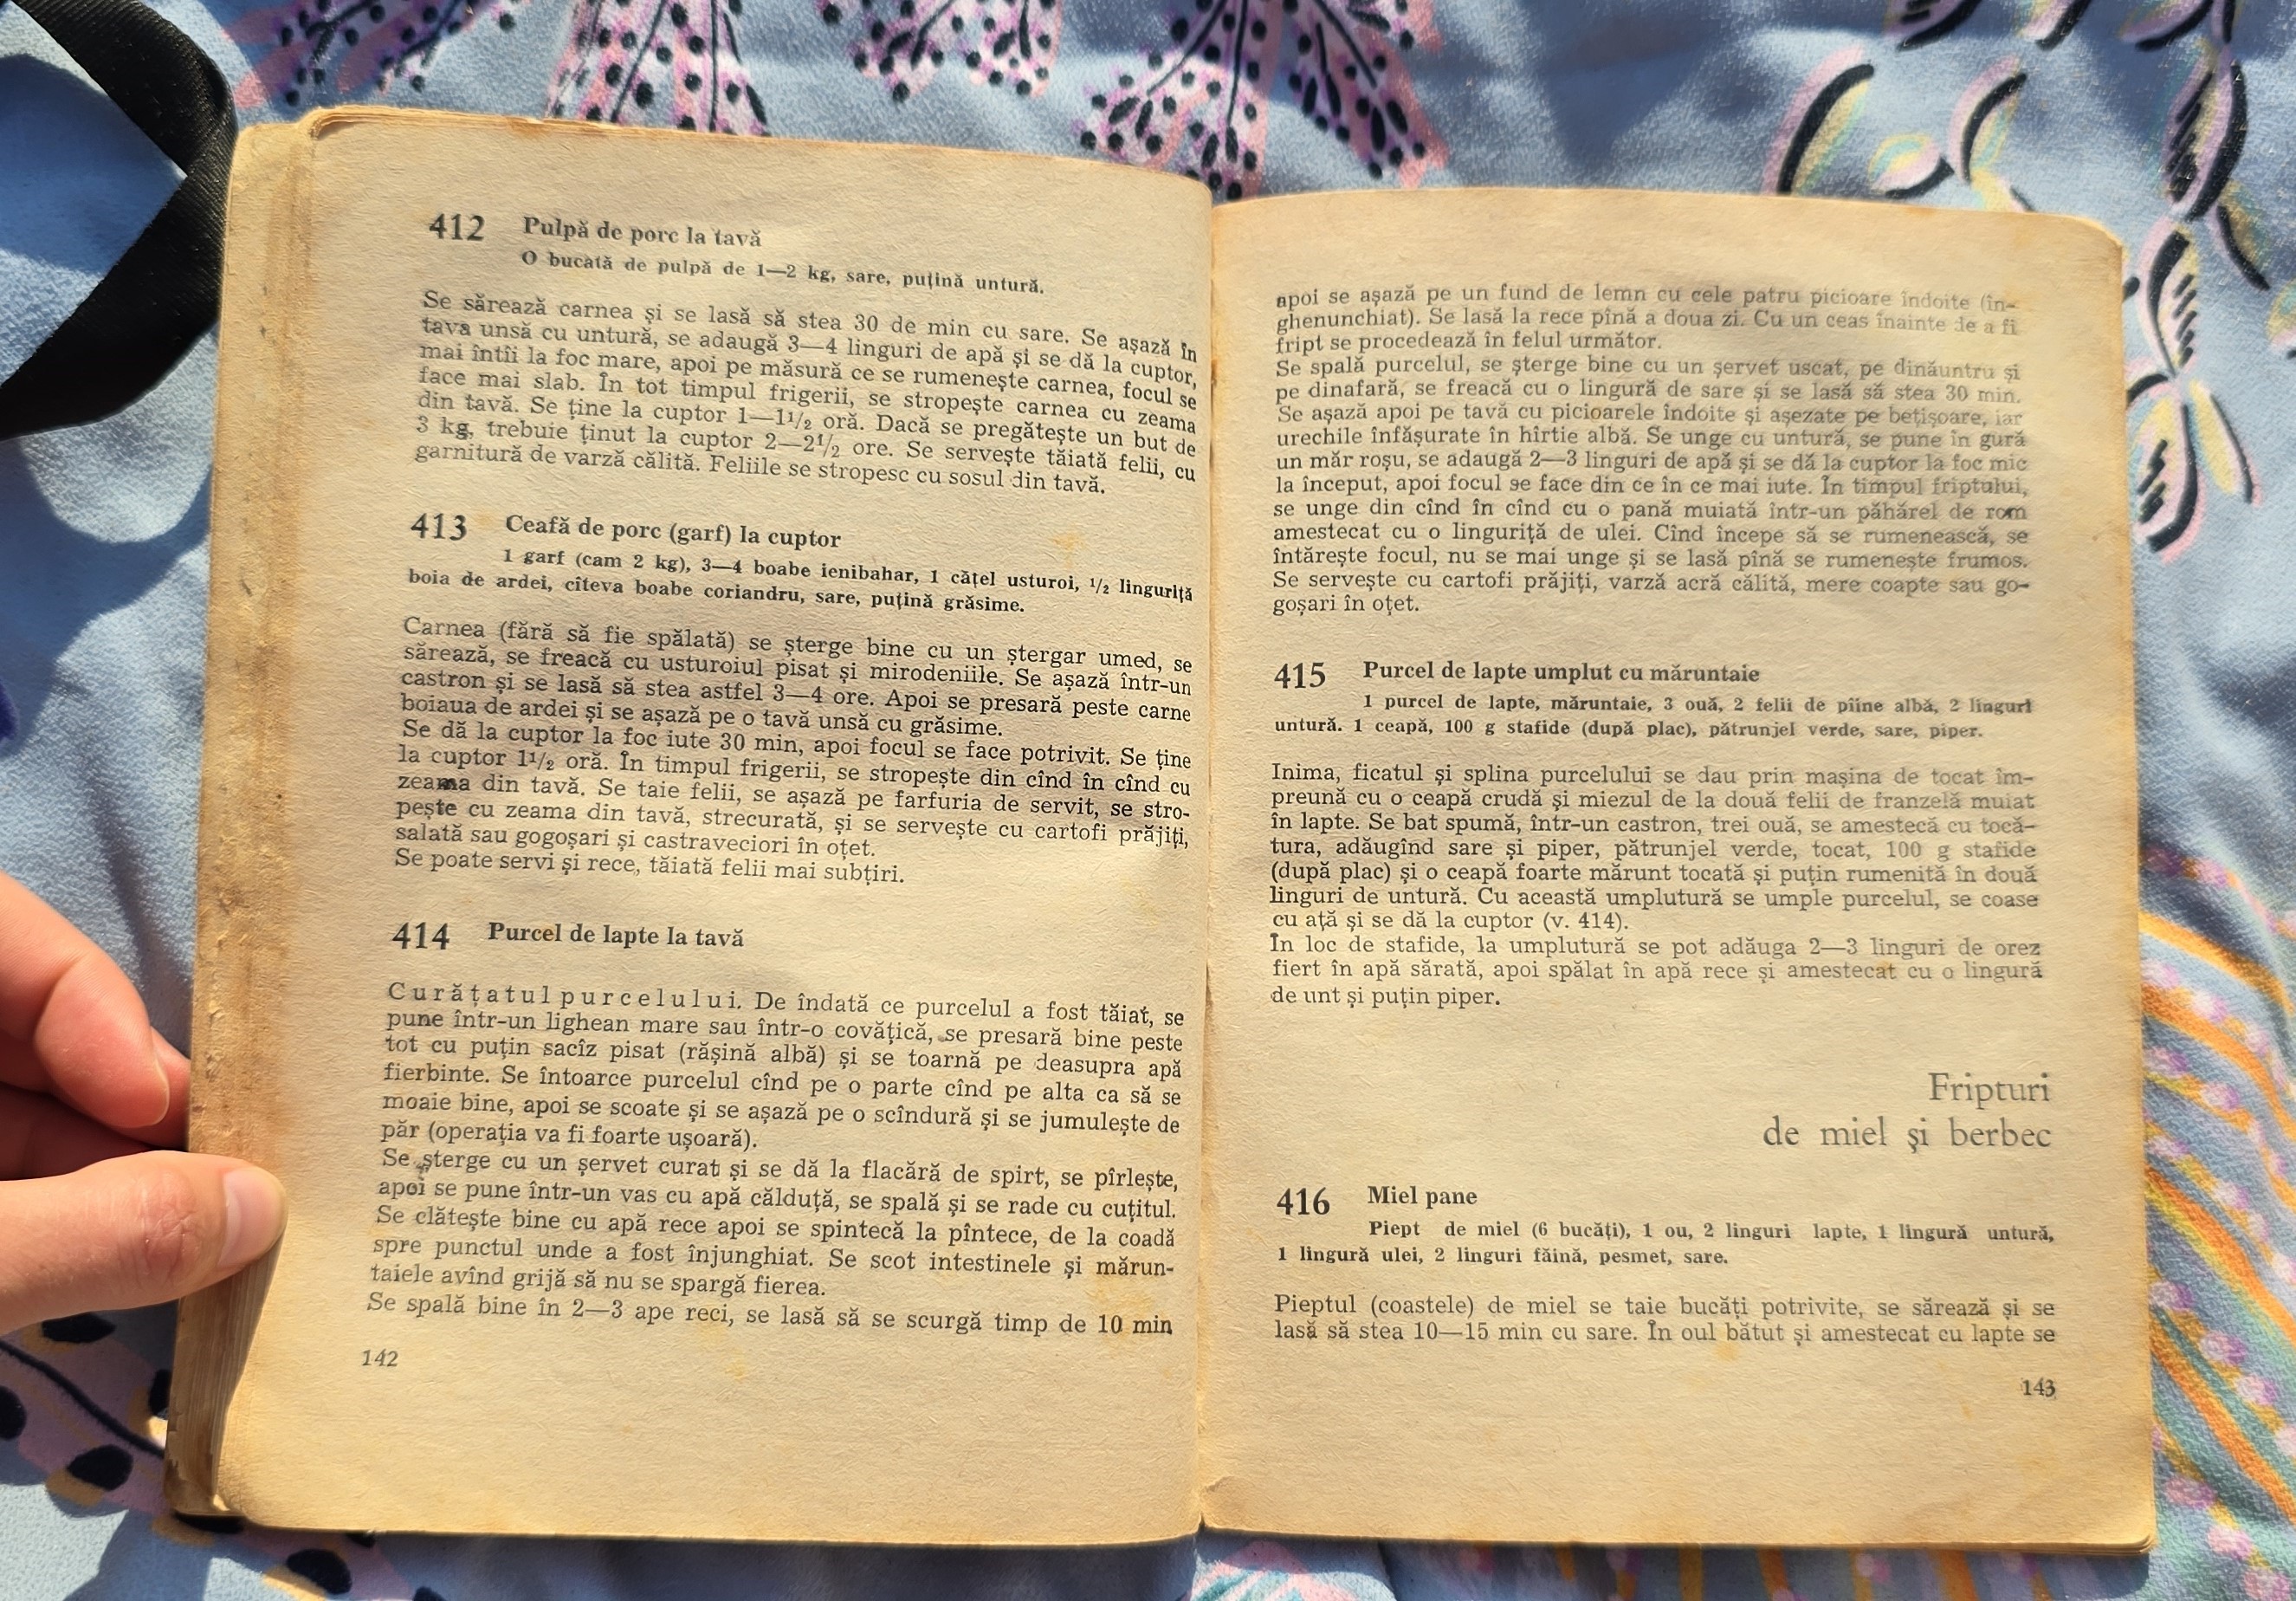 412 Pulpă de porc la tavă
O bucată de pulpă de 1—2 kg, sare, puțină untură.
Se sărează carnea și se lasă să stea 30 de min cu sare. Se așază în
tava unsă cu untură, se adaugă 3—4 linguri de apă și se dă la cuptor,
mai întîi la foc mare, apoi pe măsură ce se rumenește carnea, focul se
face mai slab. În tot timpul frigerii, se stropește carnea cu zeama
din tavă. Se ține la cuptor 1—1½ oră. Dacă se pregătește un but de
3 kg, trebuie ținut la cuptor 2—2½ ore. Se servește tăiată felii, cu
garnitură de varză călită. Feliile se stropesc cu sosul din tavă.
413 Ceafă de porc (garf) la cuptor
1 garf (cam 2 kg), 3—4 boabe ienibahar, 1 cățel usturoi, ½ linguriță
boia de ardei, cîteva boabe coriandru, sare, puțină grăsime.
Carnea (fără să fie spălată) se șterge bine cu un ștergar umed, se
sărează, se freacă cu usturoiul pisat și mirodeniile. Se așază într-un
castron și se lasă să stea astfel 3—4 ore. Apoi se presară peste carne
boiaua de ardei și se așază pe o tavă unsă cu grăsime.
Se dă la cuptor la foc iute 30 min, apoi focul se face potrivit. Se ține
la cuptor 1½ oră. În timpul frigerii, se stropește din cînd în cînd cu
zeama din tavă. Se taie felii, se așază pe farfuria de servit, se stro-
pește cu zeama din tavă, strecurată, și se servește cu cartofi prăjiți,
salată sau gogoșari și castraveciori în oțet.
Se poate servi și rece, tăiată felii mai subțiri.
414 Purcel de lapte la tavă
Curățatul purcelului. De îndată ce purcelul a fost tăiat, se
pune într-un lighean mare sau într-o covățică, se presară bine peste
tot cu puțin sacîz pisat (rășină albă) și se toarnă pe deasupra apă
fierbinte. Se întoarce purcelul cînd pe o parte cînd pe alta ca să se
moaie bine, apoi se scoate și se așază pe o scîndură și se jumulește de
păr (operația va fi foarte ușoară).
Se șterge cu un șervet curat și se dă la flacără de spirt, se pîrlește,
apoi se pune într-un vas cu apă călduță, se spală și se rade cu cuțitul.
Se clătește bine cu apă rece apoi se spintecă la pîntece, de la coadă
spre punctul unde a fost înjunghiat. Se scot intestinele și mărun-
taiele avînd grijă să nu se spargă fierea.
Se spală bine în 2—3 ape reci, se lasă să se scurgă timp de 10 min
142
apoi se așază pe un fund de lemn cu cele patru picioare îndoite (în-
ghenunchiat). Se lasă la rece pînă a doua zi. Cu un ceas înainte de a fi
fript se procedează în felul următor.
Se spală purcelul, se șterge bine cu un șervet uscat, pe dinăuntru și
pe dinafară, se freacă cu o lingură de sare și se lasă să stea 30 min.
Se așază apoi pe tavă cu picioarele îndoite și așezate pe bețișoare, iar
urechile înfășurate în hîrtie albă. Se unge cu untură, se pune în gură
un măr roșu, se adaugă 2—3 linguri de apă și se dă la cuptor la foc mic
la început, apoi focul se face din ce în ce mai iute. În timpul friptului,
se unge din cînd în cînd cu o pană muiată într-un păhărel de rom
amestecat cu o linguriță de ulei. Cînd începe să se rumenească, se
întărește focul, nu se mai unge și se lasă pînă se rumenește frumos.
Se servește cu cartofi prăjiți, varză acră călită, mere coapte sau go-
goșari în oțet.
415 Purcel de lapte umplut cu măruntaie
1 purcel de lapte, măruntaie, 3 ouă, 2 felii de pîine albă, 2 linguri
untură. 1 ceapă, 100 g stafide (după plac), pătrunjel verde, sare, piper.
Inima, ficatul și splina purcelului se dau prin mașina de tocat îm-
preună cu o ceapă crudă și miezul de la două felii de franzelă muiat
în lapte. Se bat spumă, într-un castron, trei ouă, se amestecă cu tocă-
tura, adăugînd sare și piper, pătrunjel verde, tocat, 100 g stafide
(după plac) și o ceapă foarte mărunt tocată și puțin rumenită în două
linguri de untură. Cu această umplutură se umple purcelul, se coase
cu ață și se dă la cuptor (v. 414).
În loc de stafide, la umplutură se pot adăuga 2—3 linguri de orez
fiert în apă sărată, apoi spălat în apă rece și amestecat cu o lingură
de unt și puțin piper.
Fripturi
de miel și berbec
416 Miel pane
Piept de miel (6 bucăți), 1 ou, 2 linguri lapte, 1 lingură untură,
1 lingură ulei, 2 linguri făină, pesmet, sare.
Pieptul (coastele) de miel se taie bucăți potrivite, se sărează și se
lasă să stea 10—15 min cu sare. În oul bătut și amestecat cu lapte se
143